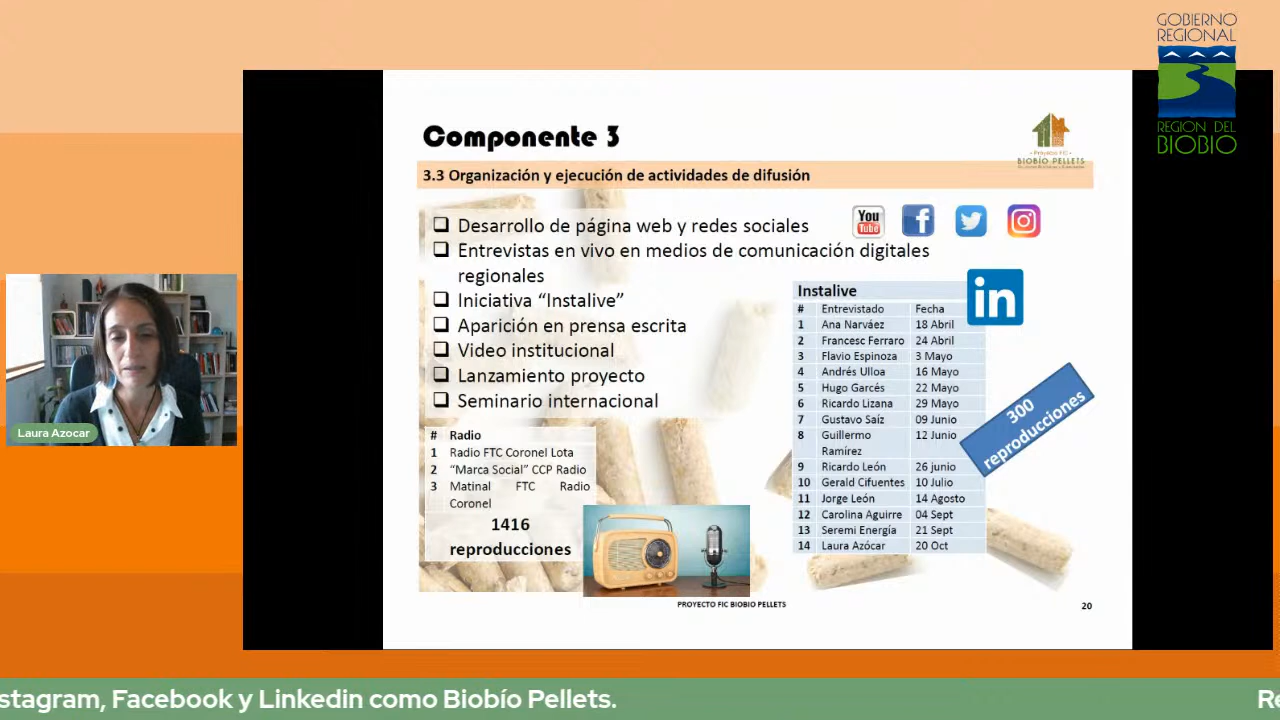 GOBIERNO
REGIONAL
REGION DEL
BIOBIO
Componente 3
Proyecto FIC
BIOBÍO PELLETS
3.3 Organización y ejecución de actividades de difusión
Desarrollo de página web y redes sociales
You
Tube
Entrevistas en vivo en medios de comunicación digitales
regionales
Iniciativa “Instalive”
Aparición en prensa escrita
Video institucional
Lanzamiento proyecto
Seminario internacional
# Radio
1 Radio FTC Coronel Lota
2 “Marca Social” CCP Radio
3 Matinal FTC Radio
Coronel
1416
reproducciones
Instalive
# Entrevistado Fecha
1 Ana Narváez 18 Abril
2 Francesc Ferraro 24 Abril
3 Flavio Espinoza 3 Mayo
4 Andrés Ulloa 16 Mayo
5 Hugo Garcés 22 Mayo
6 Ricardo Lizana 29 Mayo
7 Gustavo Saíz 09 Junio
8 Guillermo 12 Junio
Ramírez
9 Ricardo León 26 junio
10 Gerald Cifuentes 10 Julio
11 Jorge León 14 Agosto
12 Carolina Aguirre 04 Sept
13 Seremi Energía 21 Sept
14 Laura Azócar 20 Oct
in
300
reproducciones
PROYECTO FIC BIOBIO PELLETS
20
Laura Azocar
stagram, Facebook y Linkedin como Biobío Pellets.
Re